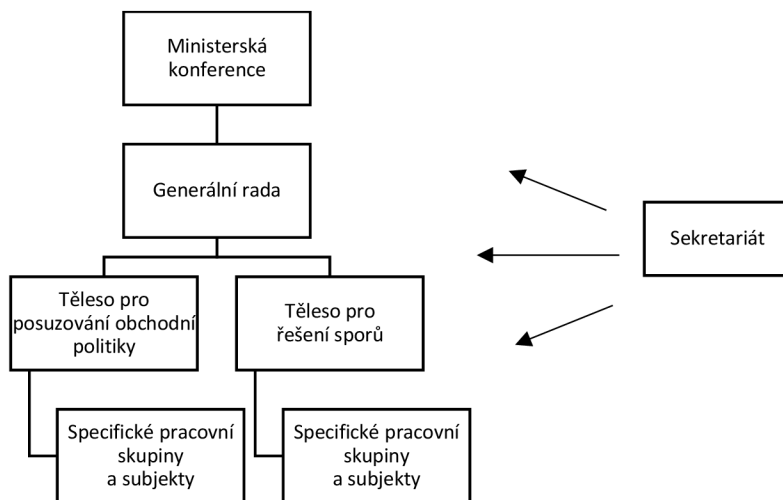 Ministerská
konference
Generální rada
Sekretariát
Těleso pro
posuzování obchodní
politiky
Těleso pro
řešení sporů
Specifické pracovní
skupiny
a subjekty
Specifické pracovní
skupiny
a subjekty